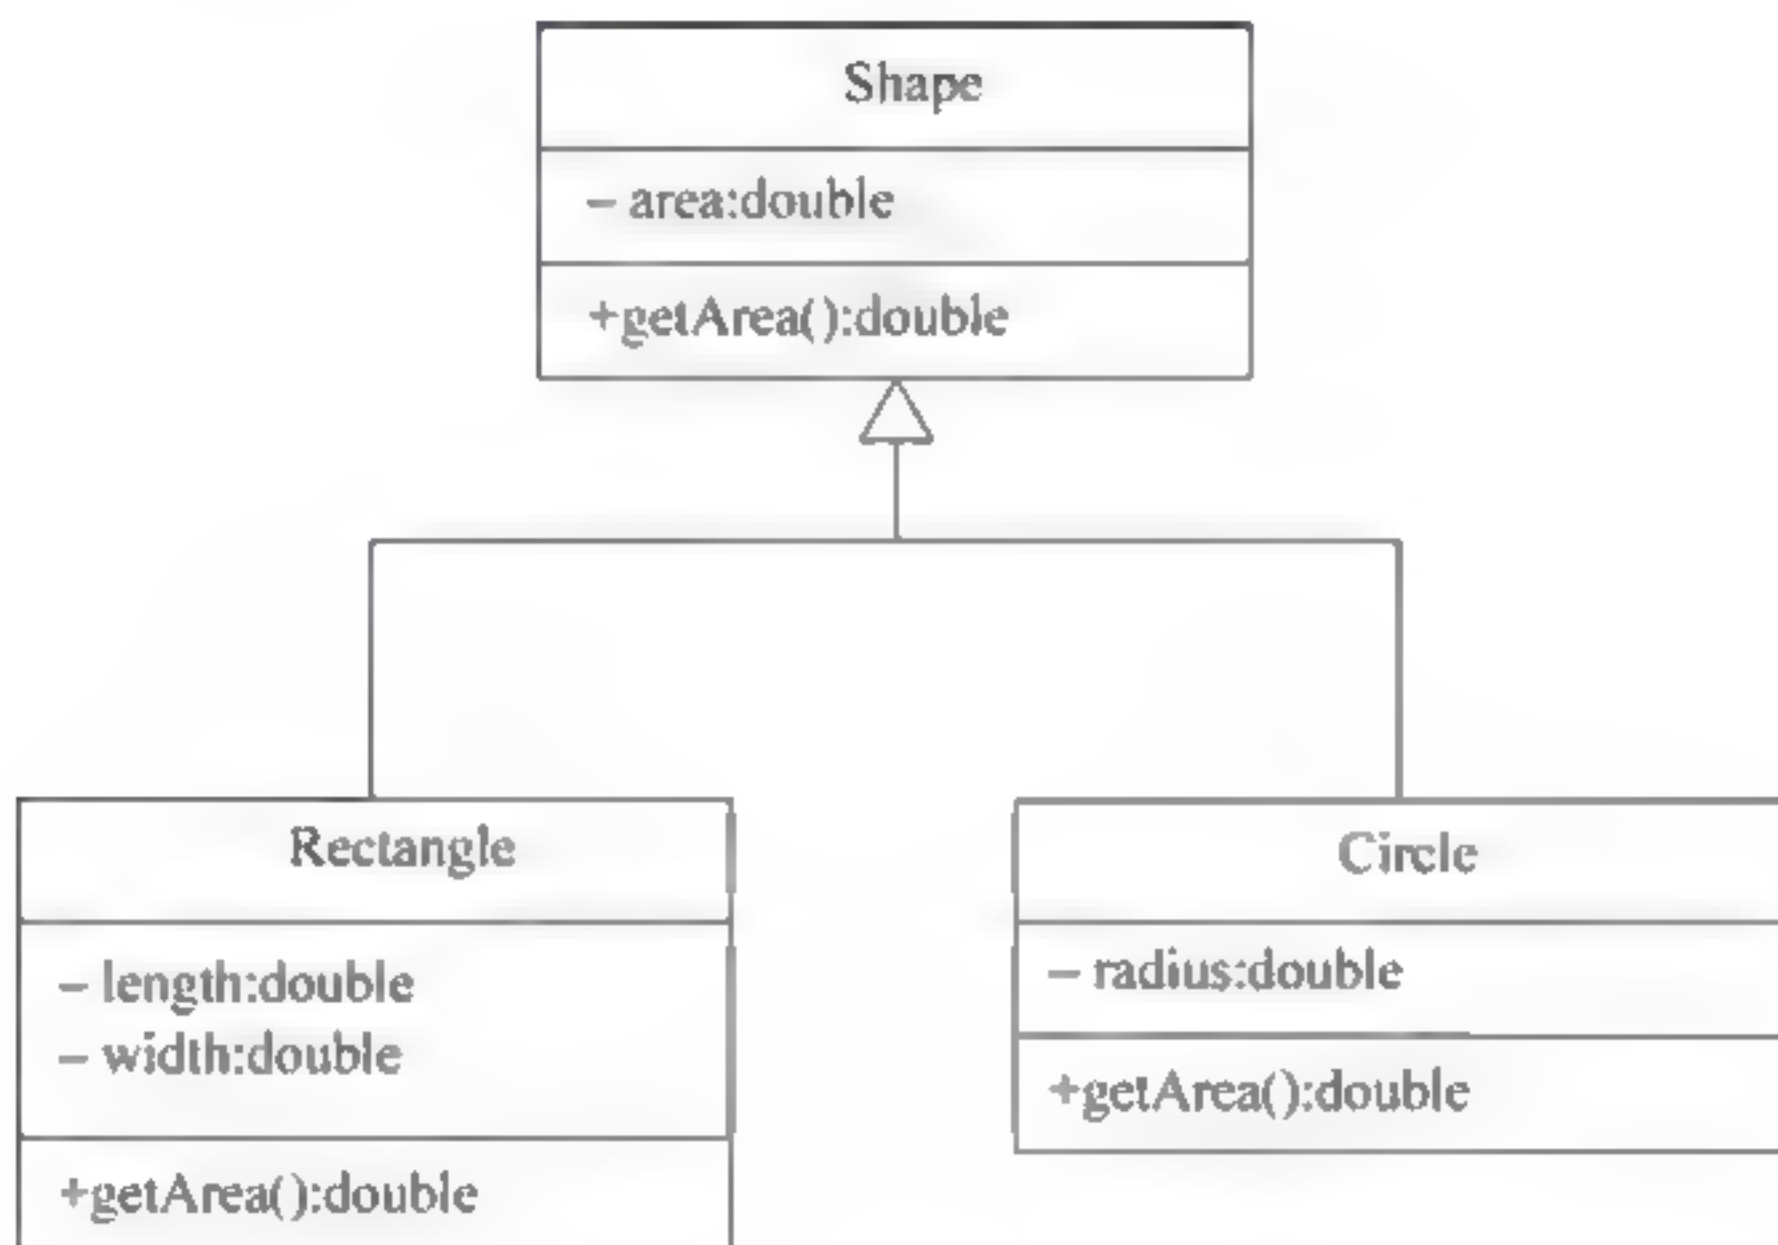 Shape
– area:double
+getArea():double
Rectangle
– length:double
– width:double
+getArea():double
Circle
– radius:double
+getArea():double